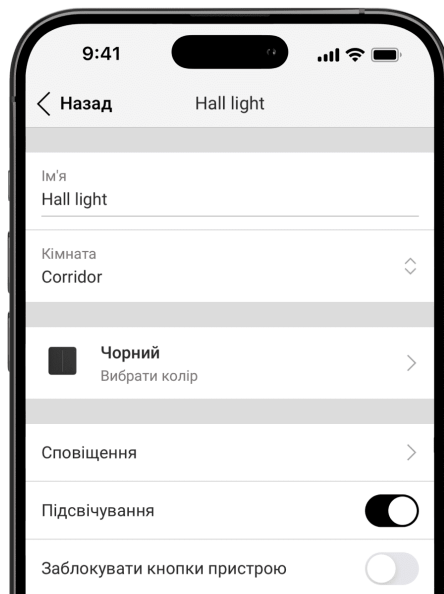 9:41
Назад
Hall light
Ім'я
Hall light
Кімната
Corridor
Чорний
Вибрати колір
Сповіщення
Підсвічування
Заблокувати кнопки пристрою